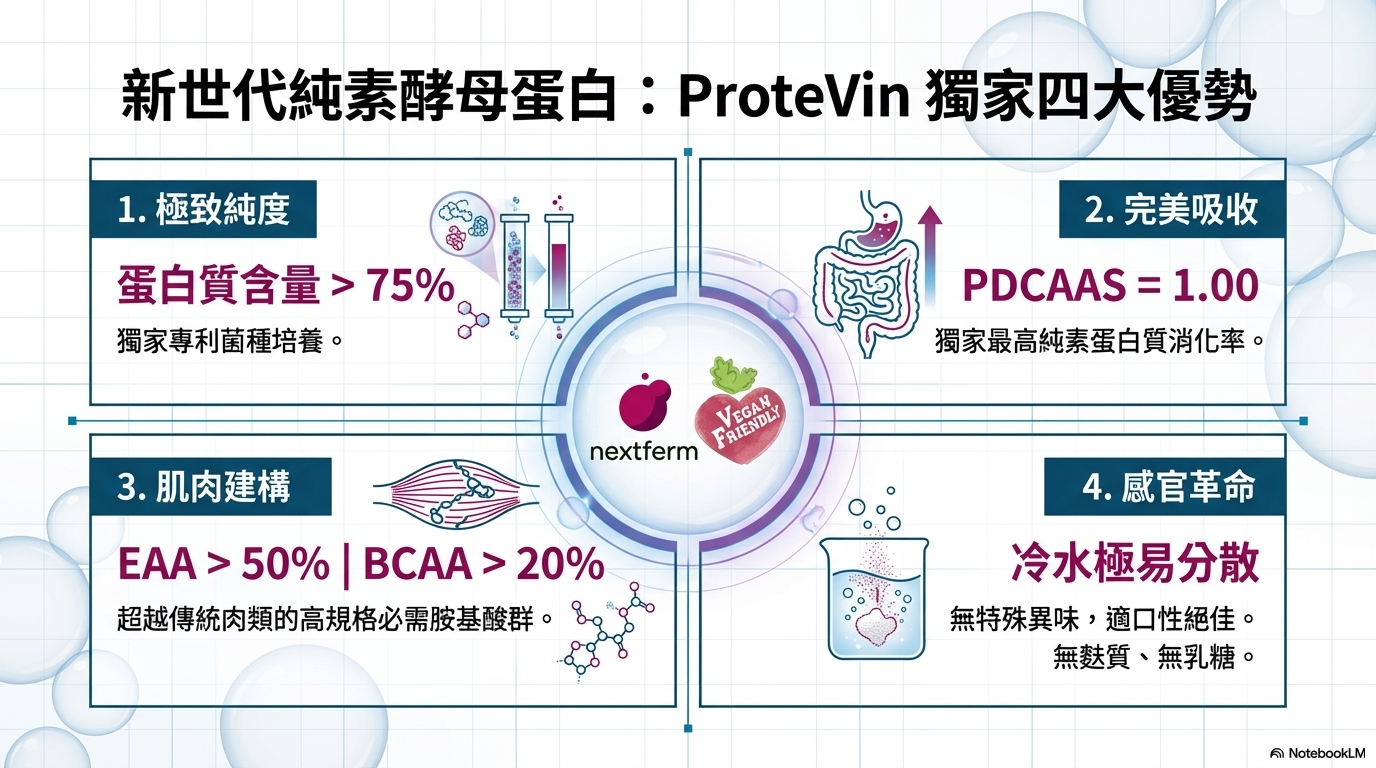 新世代純素酵母蛋白：ProteVin 獨家四大優勢
1. 極致純度
蛋白質含量 > 75%
獨家專利菌種培養。
2. 完美吸收
PDCAAS = 1.00
獨家最高純素蛋白質消化率。
nextferm
VEGAN
FRIENDLY
3. 肌肉建構
EAA > 50% | BCAA > 20%
超越傳統肉類的高規格必需胺基酸群。
4. 感官革命
冷水極易分散
無特殊異味，適口性絕佳。
無麩質、無乳糖。
NotebookLM